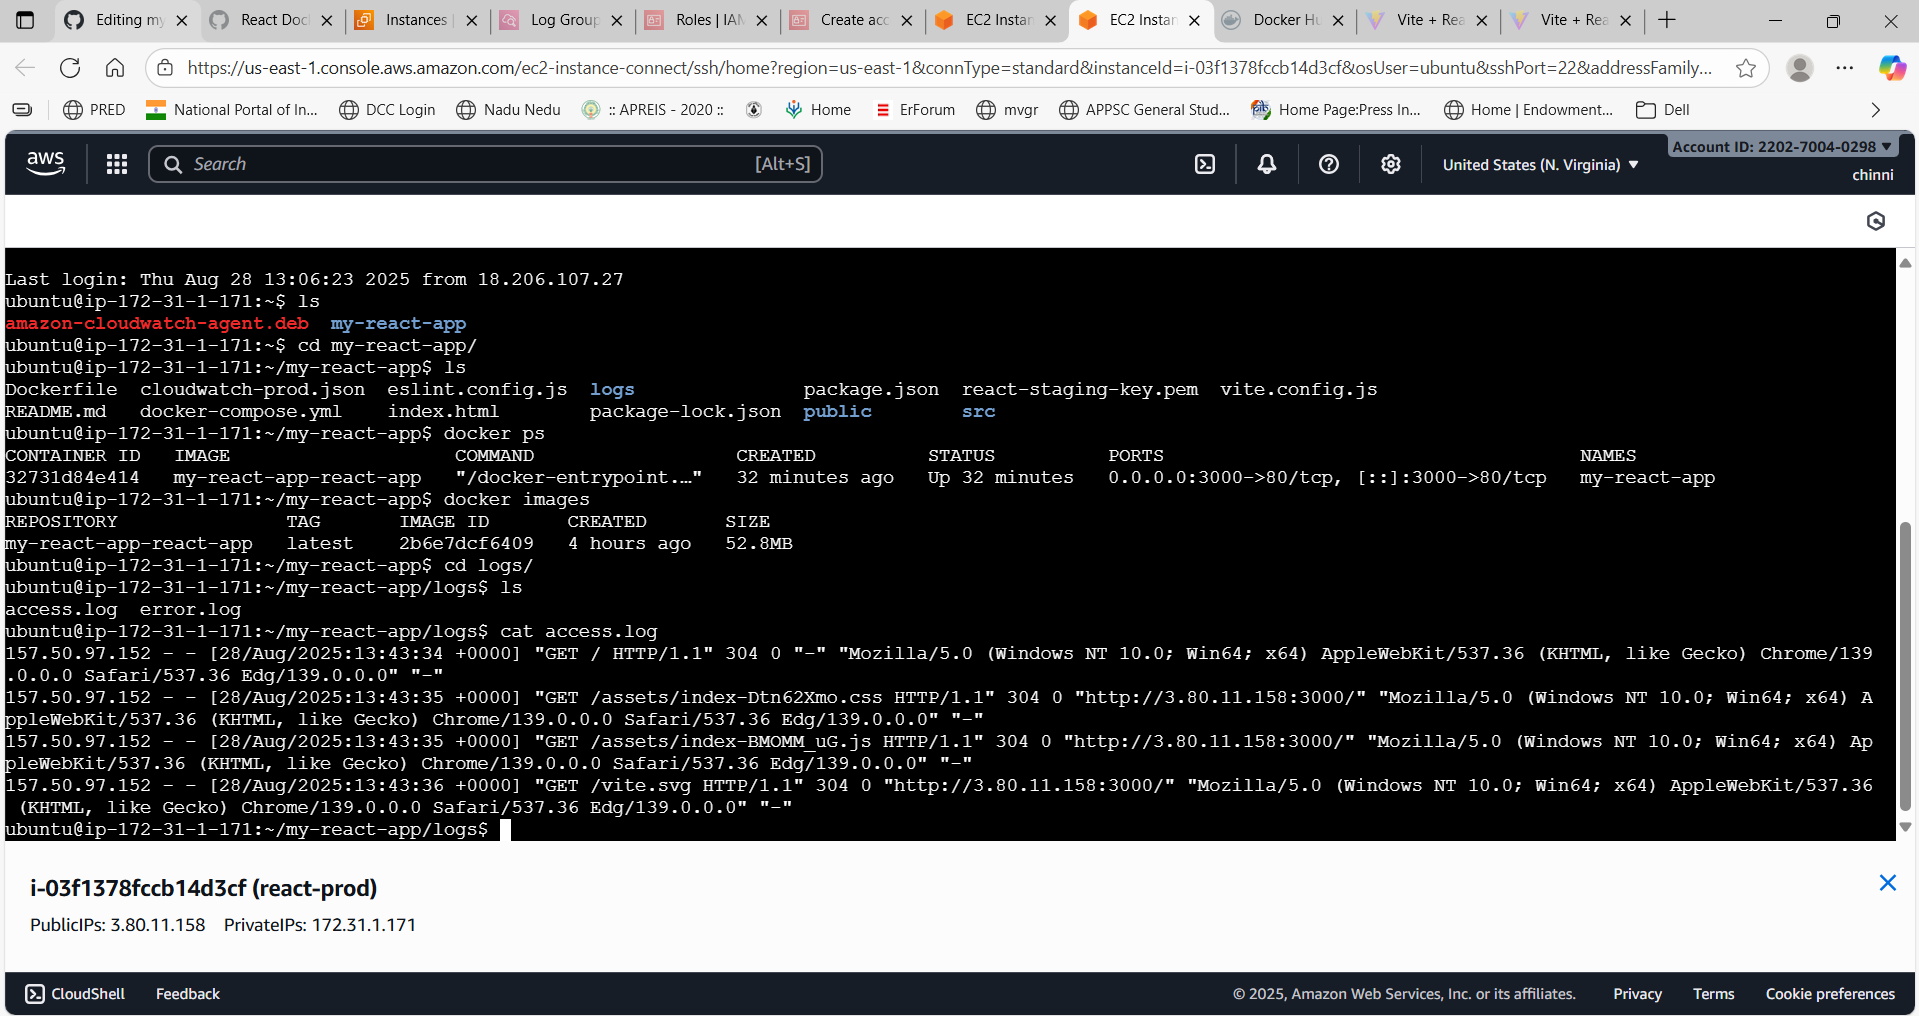 Editing my
React Doc
Instances
Log Group
Roles | IAM
Create acc
EC2 Instan
EC2 Instan
Docker Hu
Vite + Rea
Vite + Rea
https://us-east-1.console.aws.amazon.com/ec2-instance-connect/ssh/home?region=us-east-1&connType=standard&instanceId=i-03f1378fccb14d3cf&osUser=ubuntu&sshPort=22&addressFamily...
PRED
National Portal of In...
DCC Login
Nadu Nedu
:: APREIS - 2020 ::
Home
ErForum
mvgr
APPSC General Stud...
Home Page:Press In...
Home | Endowment...
Dell
aws
Search
[Alt+S]
United States (N. Virginia)
Account ID: 2202-7004-0298
chinni
Last login: Thu Aug 28 13:06:23 2025 from 18.206.107.27
ubuntu@ip-172-31-1-171:~$ ls
amazon-cloudwatch-agent.deb  my-react-app
ubuntu@ip-172-31-1-171:~$ cd my-react-app/
ubuntu@ip-172-31-1-171:~/my-react-app$ ls
Dockerfile  cloudwatch-prod.json  eslint.config.js  logs               package.json  react-staging-key.pem  vite.config.js
README.md   docker-compose.yml    index.html        package-lock.json  public        src
ubuntu@ip-172-31-1-171:~/my-react-app$ docker ps
CONTAINER ID   IMAGE                    COMMAND                  CREATED          STATUS          PORTS                                     NAMES
32731d84e414   my-react-app-react-app   "/docker-entrypoint.…"   32 minutes ago   Up 32 minutes   0.0.0.0:3000->80/tcp, [::]:3000->80/tcp   my-react-app
ubuntu@ip-172-31-1-171:~/my-react-app$ docker images
REPOSITORY               TAG       IMAGE ID       CREATED       SIZE
my-react-app-react-app   latest    2b6e7dcf6409   4 hours ago   52.8MB
ubuntu@ip-172-31-1-171:~/my-react-app$ cd logs/
ubuntu@ip-172-31-1-171:~/my-react-app/logs$ ls
access.log  error.log
ubuntu@ip-172-31-1-171:~/my-react-app/logs$ cat access.log
157.50.97.152 - - [28/Aug/2025:13:43:34 +0000] "GET / HTTP/1.1" 304 0 "-" "Mozilla/5.0 (Windows NT 10.0; Win64; x64) AppleWebKit/537.36 (KHTML, like Gecko) Chrome/139
.0.0.0 Safari/537.36 Edg/139.0.0.0" "-"
157.50.97.152 - - [28/Aug/2025:13:43:35 +0000] "GET /assets/index-Dtn62Xmo.css HTTP/1.1" 304 0 "http://3.80.11.158:3000/" "Mozilla/5.0 (Windows NT 10.0; Win64; x64) A
ppleWebKit/537.36 (KHTML, like Gecko) Chrome/139.0.0.0 Safari/537.36 Edg/139.0.0.0" "-"
157.50.97.152 - - [28/Aug/2025:13:43:35 +0000] "GET /assets/index-BMOMM_uG.js HTTP/1.1" 304 0 "http://3.80.11.158:3000/" "Mozilla/5.0 (Windows NT 10.0; Win64; x64) Ap
pleWebKit/537.36 (KHTML, like Gecko) Chrome/139.0.0.0 Safari/537.36 Edg/139.0.0.0" "-"
157.50.97.152 - - [28/Aug/2025:13:43:36 +0000] "GET /vite.svg HTTP/1.1" 304 0 "http://3.80.11.158:3000/" "Mozilla/5.0 (Windows NT 10.0; Win64; x64) AppleWebKit/537.36
 (KHTML, like Gecko) Chrome/139.0.0.0 Safari/537.36 Edg/139.0.0.0" "-"
ubuntu@ip-172-31-1-171:~/my-react-app/logs$
i-03f1378fccb14d3cf (react-prod)
PublicIPs: 3.80.11.158 PrivateIPs: 172.31.1.171
CloudShell
Feedback
© 2025, Amazon Web Services, Inc. or its affiliates.
Privacy
Terms
Cookie preferences